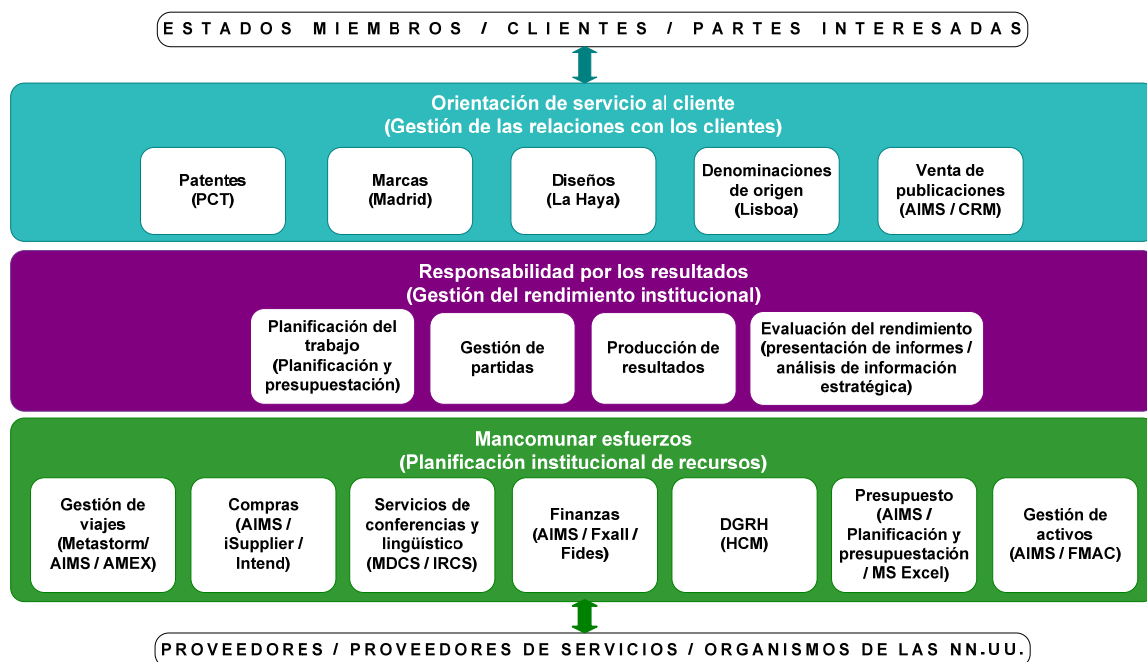 ESTADOS MIEMBROS / CLIENTES / PARTES INTERESADAS
Orientación de servicio al cliente
(Gestión de las relaciones con los clientes)
Patentes
(PCT)
Marcas
(Madrid)
Diseños
(La Haya)
Denominaciones
de origen
(Lisboa)
Venta de
publicaciones
(AIMS / CRM)
Responsabilidad por los resultados
(Gestión del rendimiento institucional)
Planificación del
trabajo
(Planificación y
presupuestación)
Gestión de
partidas
Producción de
resultados
Evaluación del rendimiento
(presentación de informes /
análisis de información
estratégica)
Mancomunar esfuerzos
(Planificación institucional de recursos)
Gestión de
viajes
(Metastorm/
AIMS / AMEX)
Compras
(AIMS /
iSupplier /
Intend)
Servicios de
conferencias y
lingüístico
(MDCS / IRCS)
Finanzas
(AIMS / Fxall /
Fides)
DGRH
(HCM)
Presupuesto
(AIMS /
Planificación y
presupuestación
/ MS Excel)
Gestión de
activos
(AIMS / FMAC)
PROVEEDORES / PROVEEDORES DE SERVICIOS / ORGANISMOS DE LAS NN.UU.